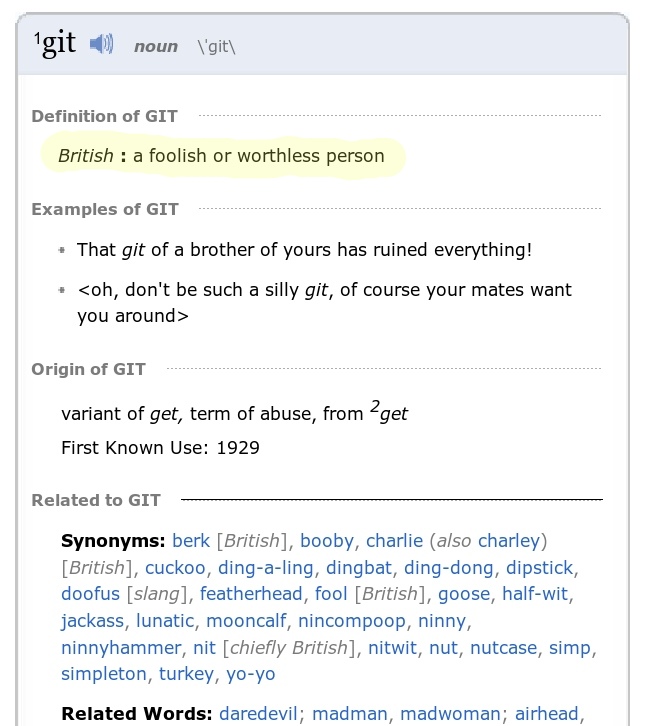 ¹git noun \ˈgit\
Definition of GIT
British : a foolish or worthless person
Examples of GIT
That git of a brother of yours has ruined everything!
<oh, don't be such a silly git, of course your mates want
you around>
Origin of GIT
variant of get, term of abuse, from ²get
First Known Use: 1929
Related to GIT
Synonyms: berk [British], booby, charlie (also charley)
[British], cuckoo, ding-a-ling, dingbat, ding-dong, dipstick,
doofus [slang], featherhead, fool [British], goose, half-wit,
jackass, lunatic, mooncalf, nincompoop, ninny,
ninnyhammer, nit [chiefly British], nitwit, nut, nutcase, simp,
simpleton, turkey, yo-yo
Related Words: daredevil; madman, madwoman; airhead,